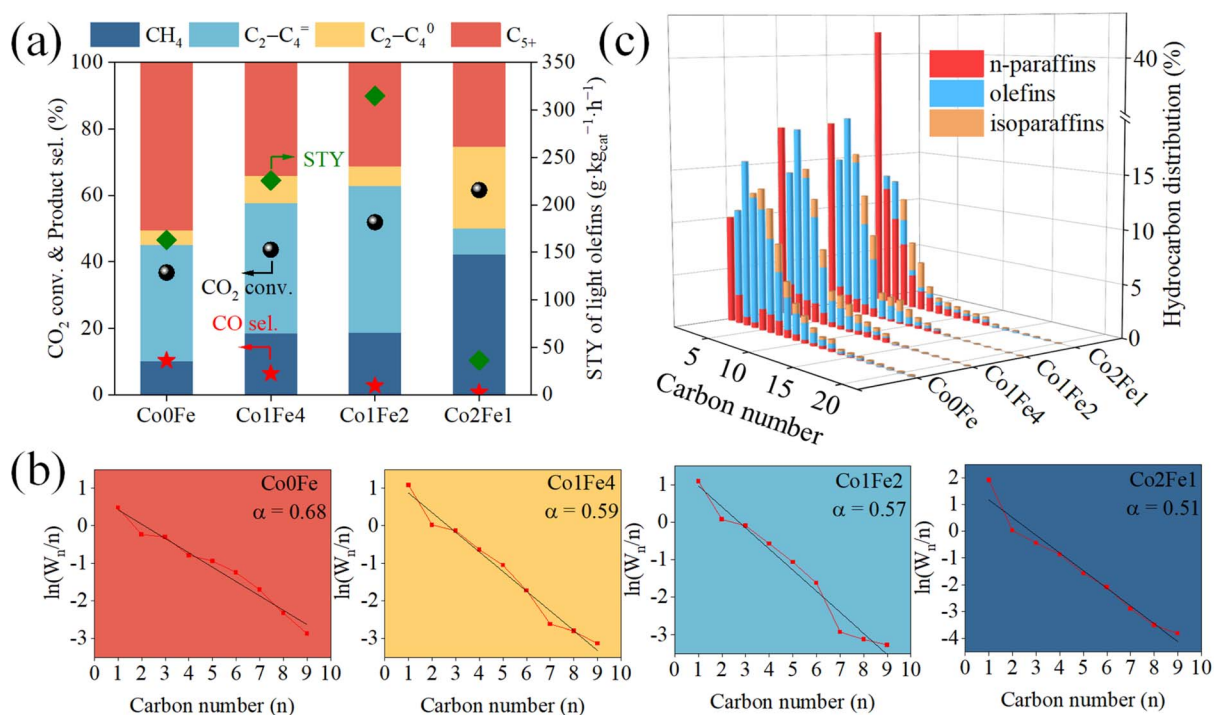 (a)
CH₄
C₂–C₄⁼
C₂–C₄⁰
C₅₊
CO₂ conv. & Product sel. (%)
100
80
60
40
20
0
STY
CO₂ conv.
CO sel.
350
300
250
200
150
100
50
0
STY of light olefins (g·kg_cat⁻¹·h⁻¹)
Co0Fe
Co1Fe4
Co1Fe2
Co2Fe1
(c)
n-paraffins
olefins
isoparaffins
40
15
10
5
0
Hydrocarbon distribution (%)
5
10
15
20
Carbon number
Co0Fe
Co1Fe4
Co1Fe2
Co2Fe1
(b)
Co0Fe
α = 0.68
ln(Wₙ/n)
1
0
-1
-2
-3
0 1 2 3 4 5 6 7 8 9 10
Carbon number (n)
Co1Fe4
α = 0.59
ln(Wₙ/n)
1
0
-1
-2
-3
0 1 2 3 4 5 6 7 8 9 10
Carbon number (n)
Co1Fe2
α = 0.57
ln(Wₙ/n)
1
0
-1
-2
-3
0 1 2 3 4 5 6 7 8 9 10
Carbon number (n)
Co2Fe1
α = 0.51
ln(Wₙ/n)
2
1
0
-1
-2
-3
-4
0 1 2 3 4 5 6 7 8 9 10
Carbon number (n)